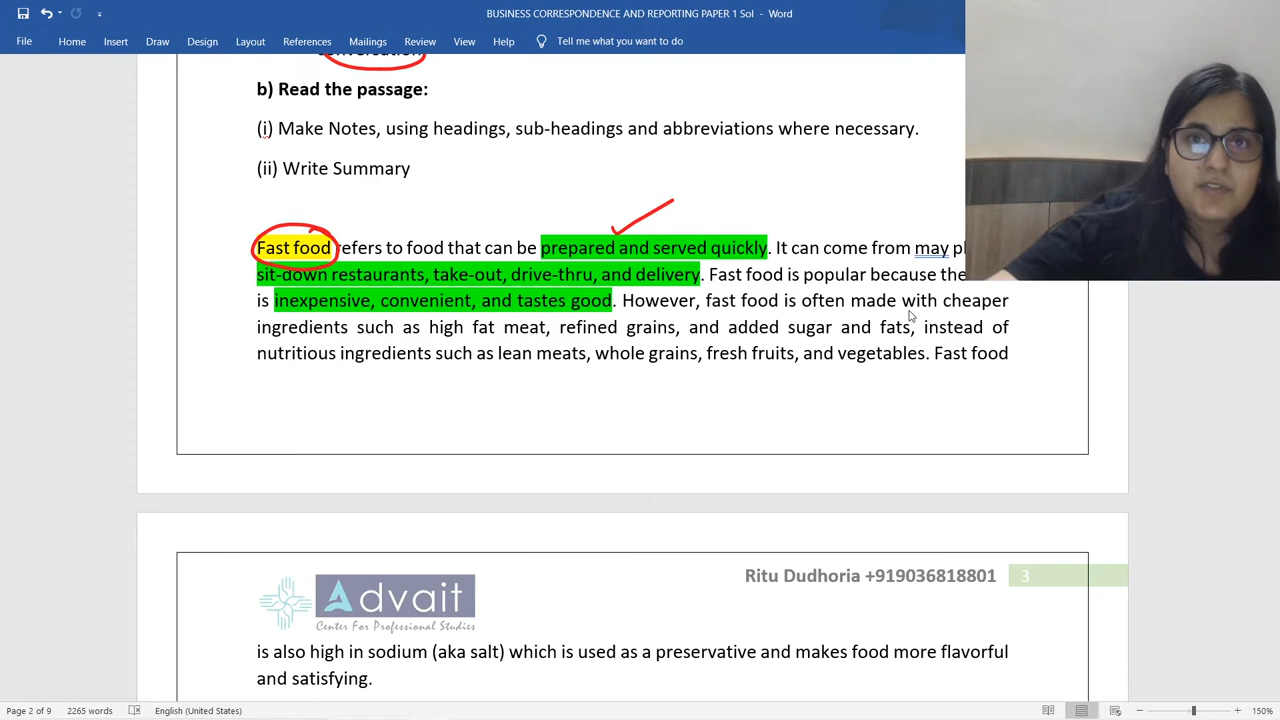 BUSINESS CORRESPONDENCE AND REPORTING PAPER 1 Sol - Word
File Home Insert Draw Design Layout References Mailings Review View Help Tell me what you want to do
conversation
b) Read the passage:
(i) Make Notes, using headings, sub-headings and abbreviations where necessary.
(ii) Write Summary
Fast food refers to food that can be prepared and served quickly. It can come from may
sit-down restaurants, take-out, drive-thru, and delivery. Fast food is popular because
is inexpensive, convenient, and tastes good. However, fast food is often made with cheaper
ingredients such as high fat meat, refined grains, and added sugar and fats, instead of
nutritious ingredients such as lean meats, whole grains, fresh fruits, and vegetables. Fast food
Ritu Dudhoria +919036818801 3
Advait
Center For Professional Studies
is also high in sodium (aka salt) which is used as a preservative and makes food more flavorful
and satisfying.
Page 2 of 9 2265 words English (United States) 150%